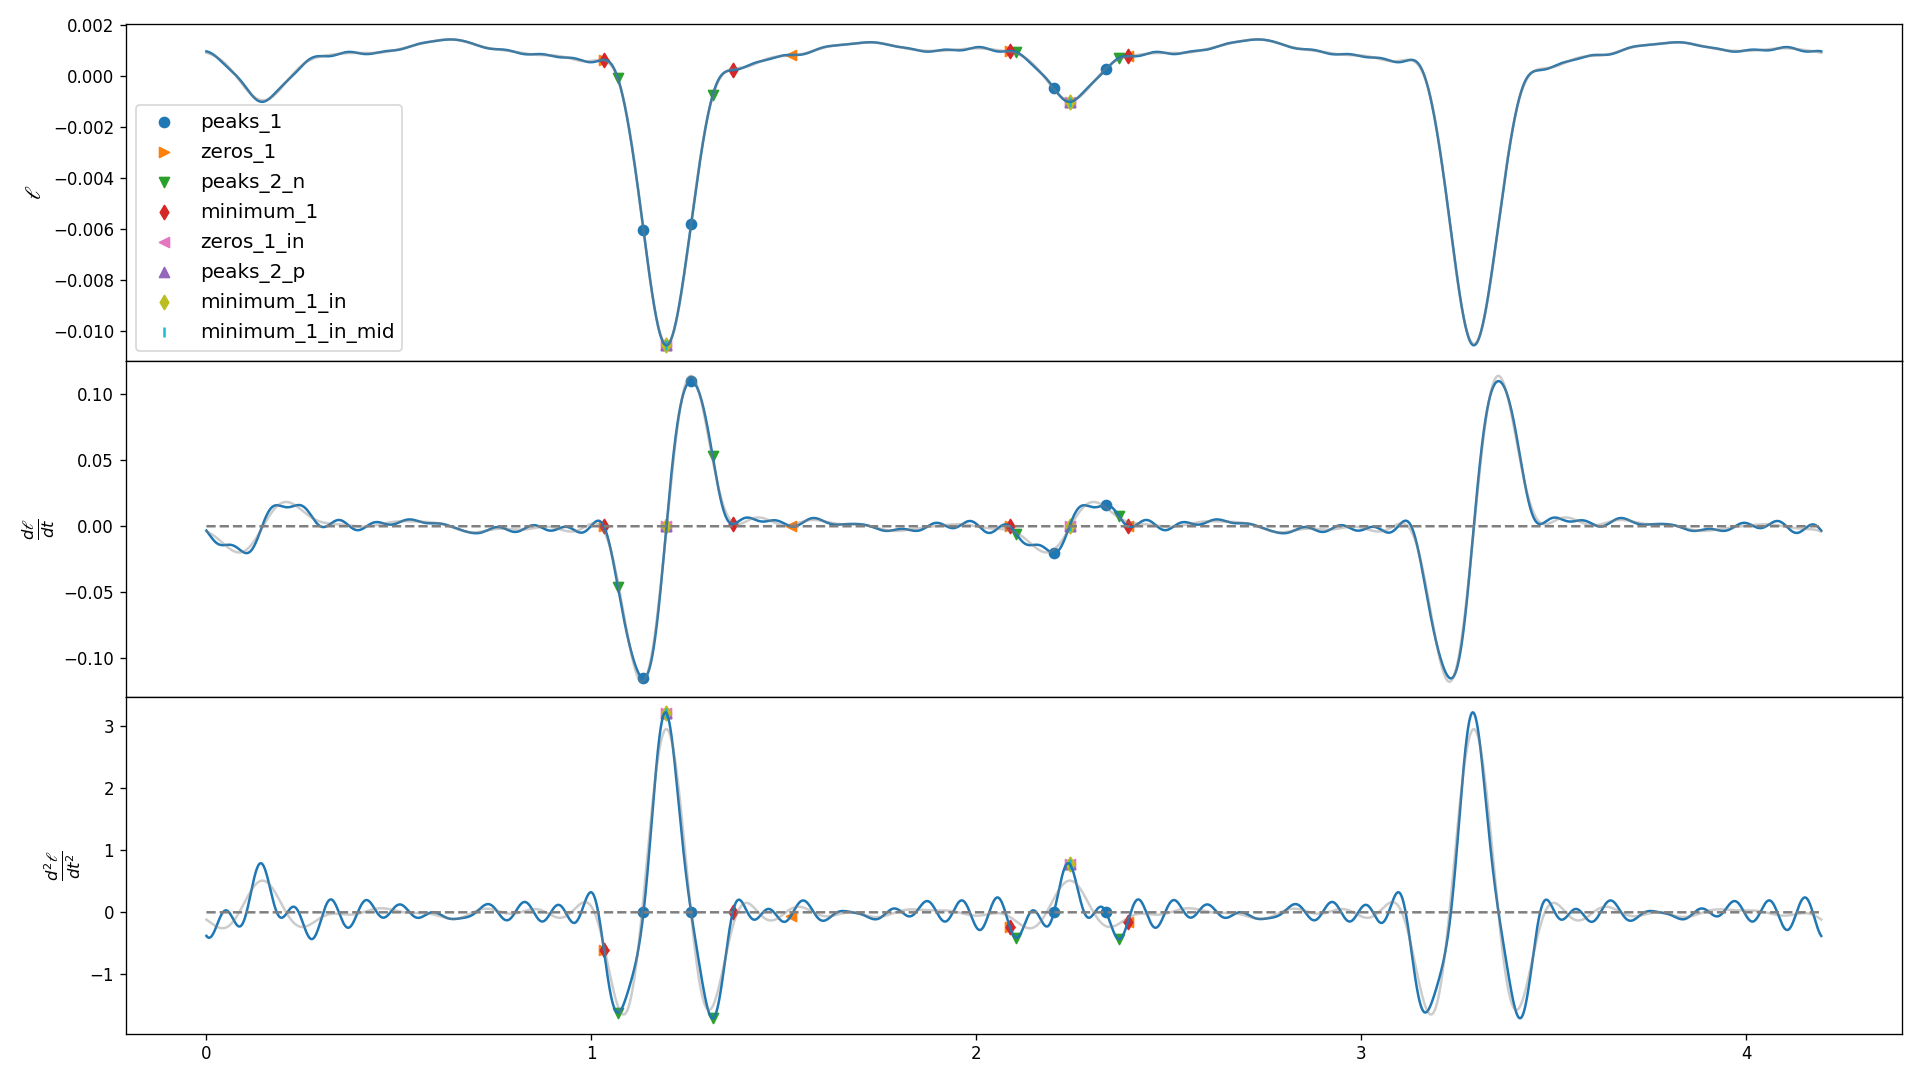 0.002
0.000
−0.002
−0.004
−0.006
−0.008
−0.010
ℓ
peaks_1
zeros_1
peaks_2_n
minimum_1
zeros_1_in
peaks_2_p
minimum_1_in
minimum_1_in_mid
0.10
0.05
0.00
−0.05
−0.10
dℓ
dt
3
2
1
0
−1
d²ℓ
dt²
0 1 2 3 4